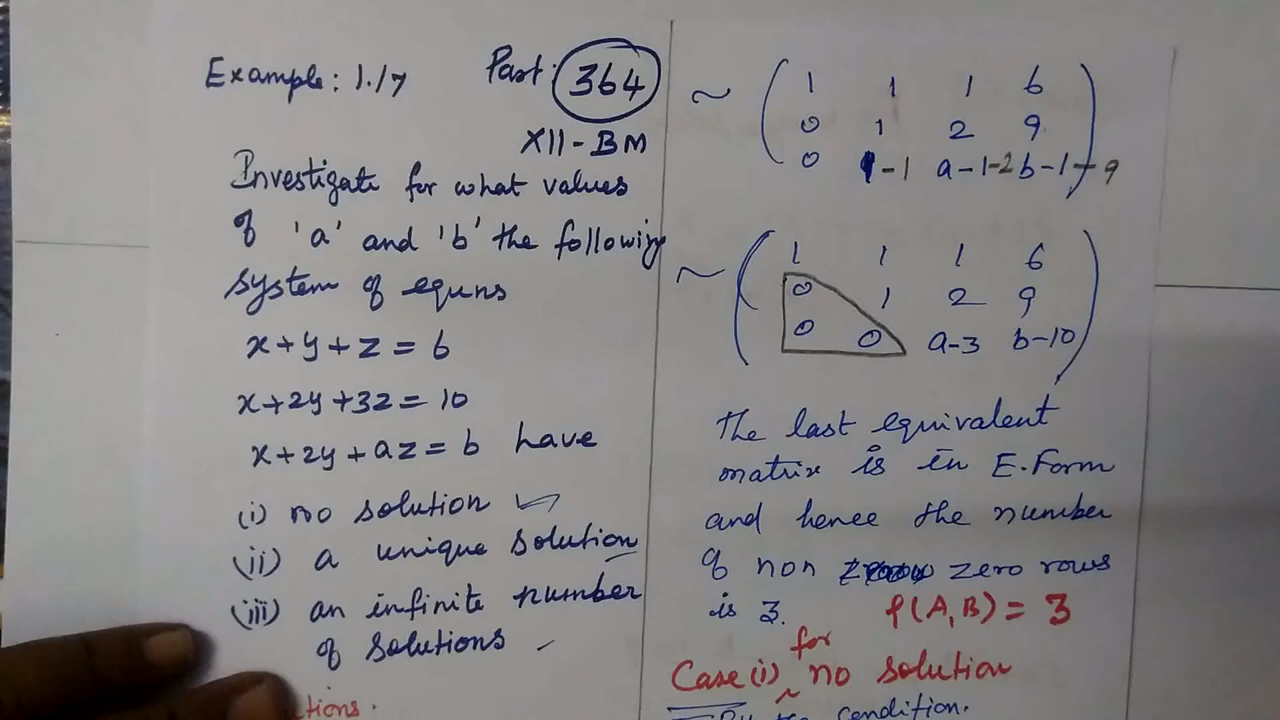 Example: 1.17 Part: 364
XII-BM
Investigate for what values
of 'a' and 'b' the following
system of equns
x+y+z = 6
x+2y+3z = 10
x+2y+az = b have
(i) no solution
(ii) a unique solution
(iii) an infinite number
of solutions
tions.
~ ( 1 1 1 6
0 1 2 9
0 1-1 a-1-2 b-1-9 )
~ ( 1 1 1 6
0 1 2 9
0 0 a-3 b-10 )
The last equivalent
matrix is in E.Form
and hence the number
of non zero rows
is 3. ρ(A,B) = 3
for
Case(i) no solution
By the condition.